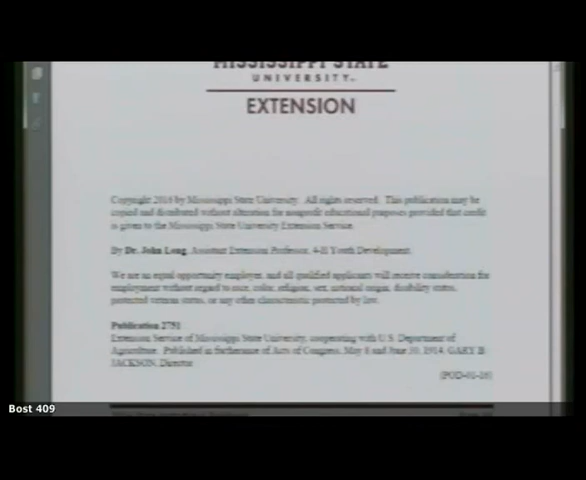 MISSISSIPPI STATE
UNIVERSITY™
EXTENSION
Copyright 2016 by Mississippi State University. All rights reserved. This publication may be
copied and distributed without alteration for nonprofit educational purposes provided that credit
is given to the Mississippi State University Extension Service.
By Dr. John Long, Assistant Extension Professor, 4-H Youth Development.
We are an equal opportunity employer, and all qualified applicants will receive consideration for
employment without regard to race, color, religion, sex, national origin, disability status,
protected veteran status, or any other characteristic protected by law.
Publication 2751
Extension Service of Mississippi State University, cooperating with U.S. Department of
Agriculture. Published in furtherance of Acts of Congress, May 8 and June 30, 1914. GARY B.
JACKSON, Director
(POD-01-16)
Bost 409